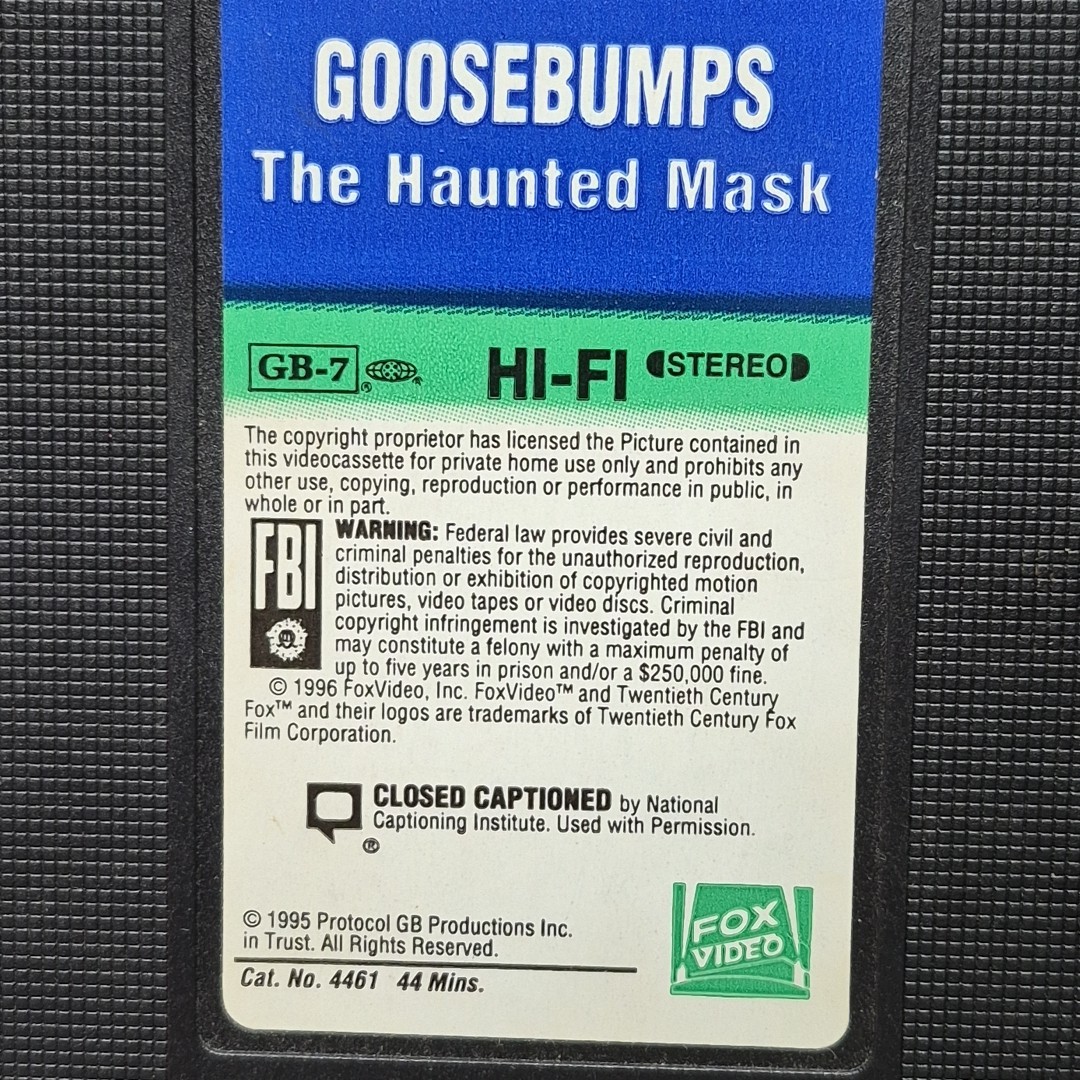 GOOSEBUMPS
The Haunted Mask
GB-7® ® HI-FI STEREO
The copyright proprietor has licensed the Picture contained in
this videocassette for private home use only and prohibits any
other use, copying, reproduction or performance in public, in
whole or in part.
FBI
WARNING: Federal law provides severe civil and
criminal penalties for the unauthorized reproduction,
distribution or exhibition of copyrighted motion
pictures, video tapes or video discs. Criminal
copyright infringement is investigated by the FBI and
may constitute a felony with a maximum penalty of
up to five years in prison and/or a $250,000 fine.
© 1996 FoxVideo, Inc. FoxVideo™ and Twentieth Century
Fox™ and their logos are trademarks of Twentieth Century Fox
Film Corporation.
CLOSED CAPTIONED by National
Captioning Institute. Used with Permission.
®
© 1995 Protocol GB Productions Inc.
in Trust. All Rights Reserved.
Cat. No. 4461 44 Mins.
FOX
VIDEO